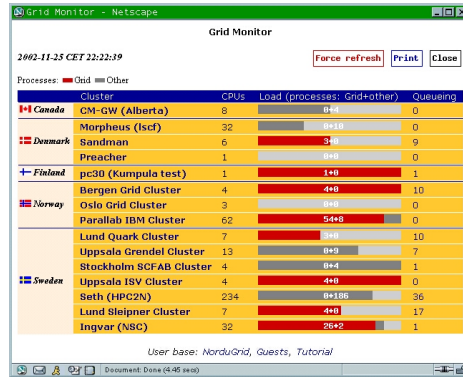 Grid Monitor - Netscape
Grid Monitor
2002-11-25 CET 22:22:39
Force refresh Print Close
Processes: Grid Other
Cluster CPUs Load (processes: Grid+other) Queueing
Canada CM-GW (Alberta) 8 0+4 0
Denmark Morpheus (lscf) 32 0+18 0
Sandman 6 3+0 9
Preacher 1 0+0 0
Finland pc30 (Kumpula test) 1 1+0 1
Norway Bergen Grid Cluster 4 4+0 10
Oslo Grid Cluster 3 0+0 0
Parallab IBM Cluster 62 54+8 0
Sweden Lund Quark Cluster 7 3+0 10
Uppsala Grendel Cluster 13 0+9 7
Stockholm SCFAB Cluster 4 0+4 1
Uppsala ISV Cluster 4 4+0 0
Seth (HPC2N) 234 0+186 36
Lund Sleipner Cluster 7 4+0 17
Ingvar (NSC) 32 26+2 1
User base: NorduGrid, Guests, Tutorial
Document: Done (4.45 secs)